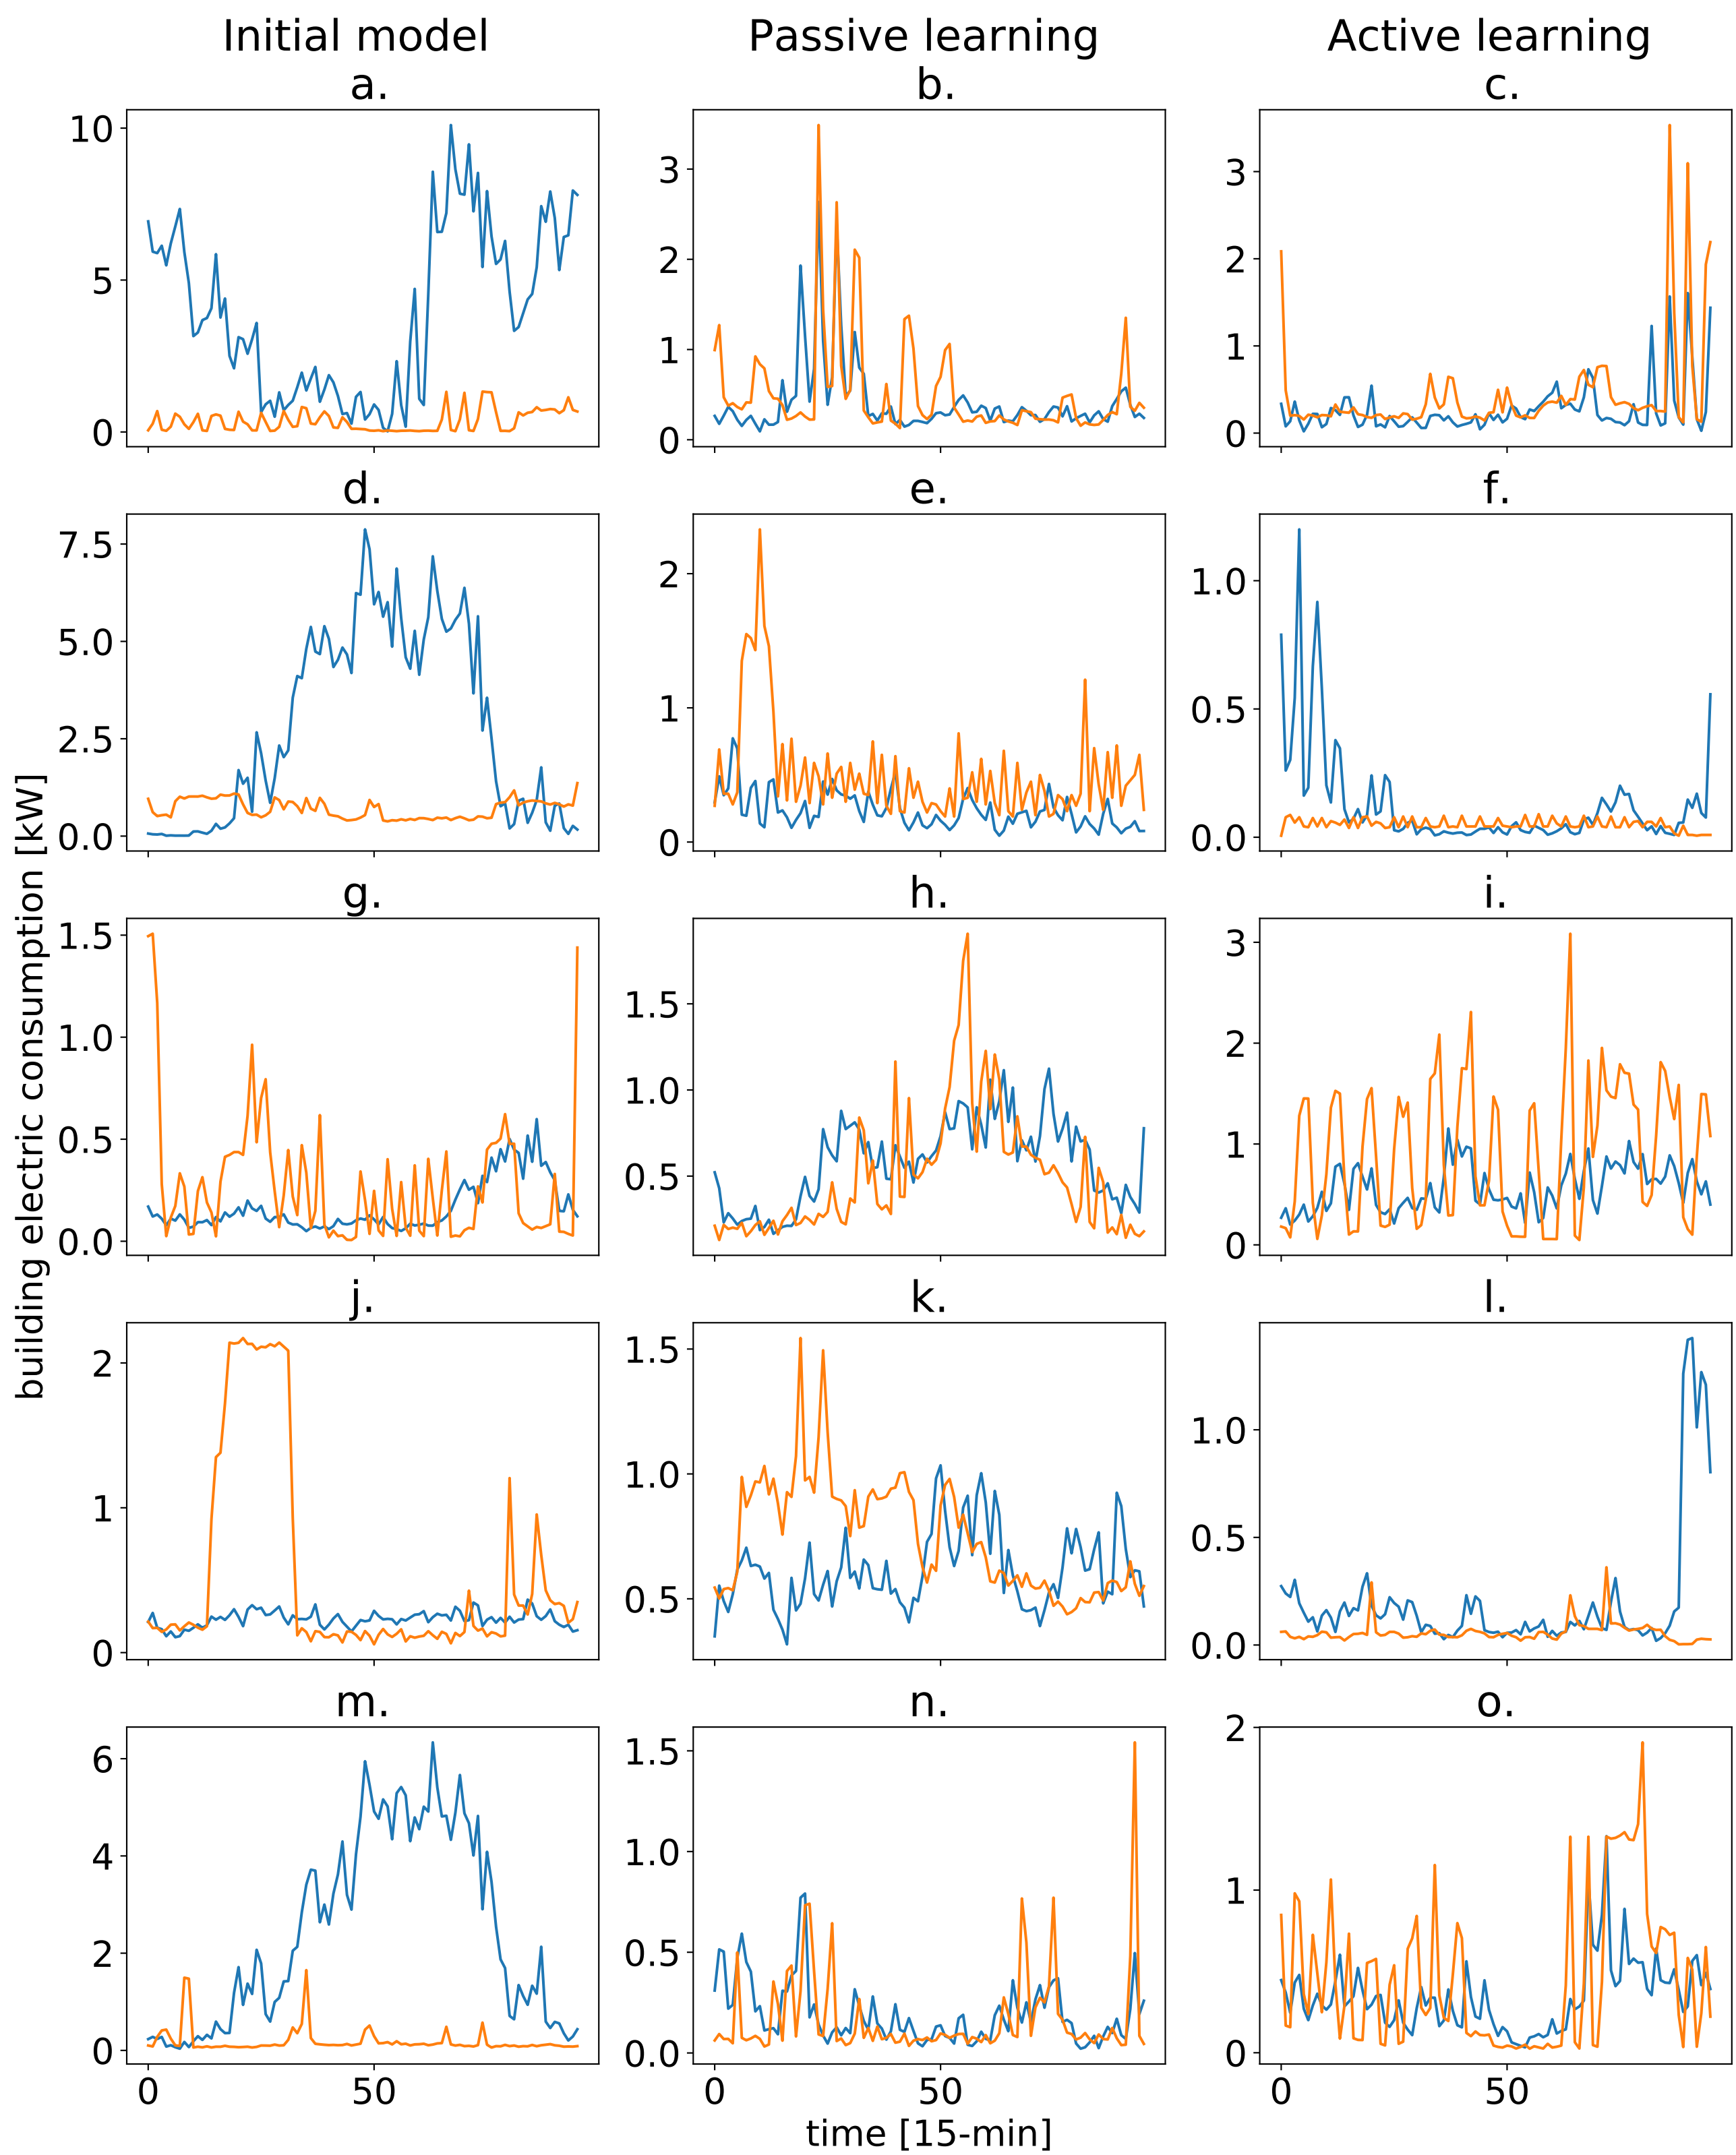 Initial model
Passive learning
Active learning
a.
b.
c.
10
5
0
3
2
1
0
3
2
1
0
d.
e.
f.
7.5
5.0
2.5
0.0
2
1
0
1.0
0.5
0.0
building electric consumption [kW]
g.
h.
i.
1.5
1.0
0.5
0.0
1.5
1.0
0.5
3
2
1
0
j.
k.
l.
2
1
0
1.5
1.0
0.5
1.0
0.5
0.0
m.
n.
o.
6
4
2
0
1.5
1.0
0.5
0.0
2
1
0
0 50
0 50
0 50
time [15-min]